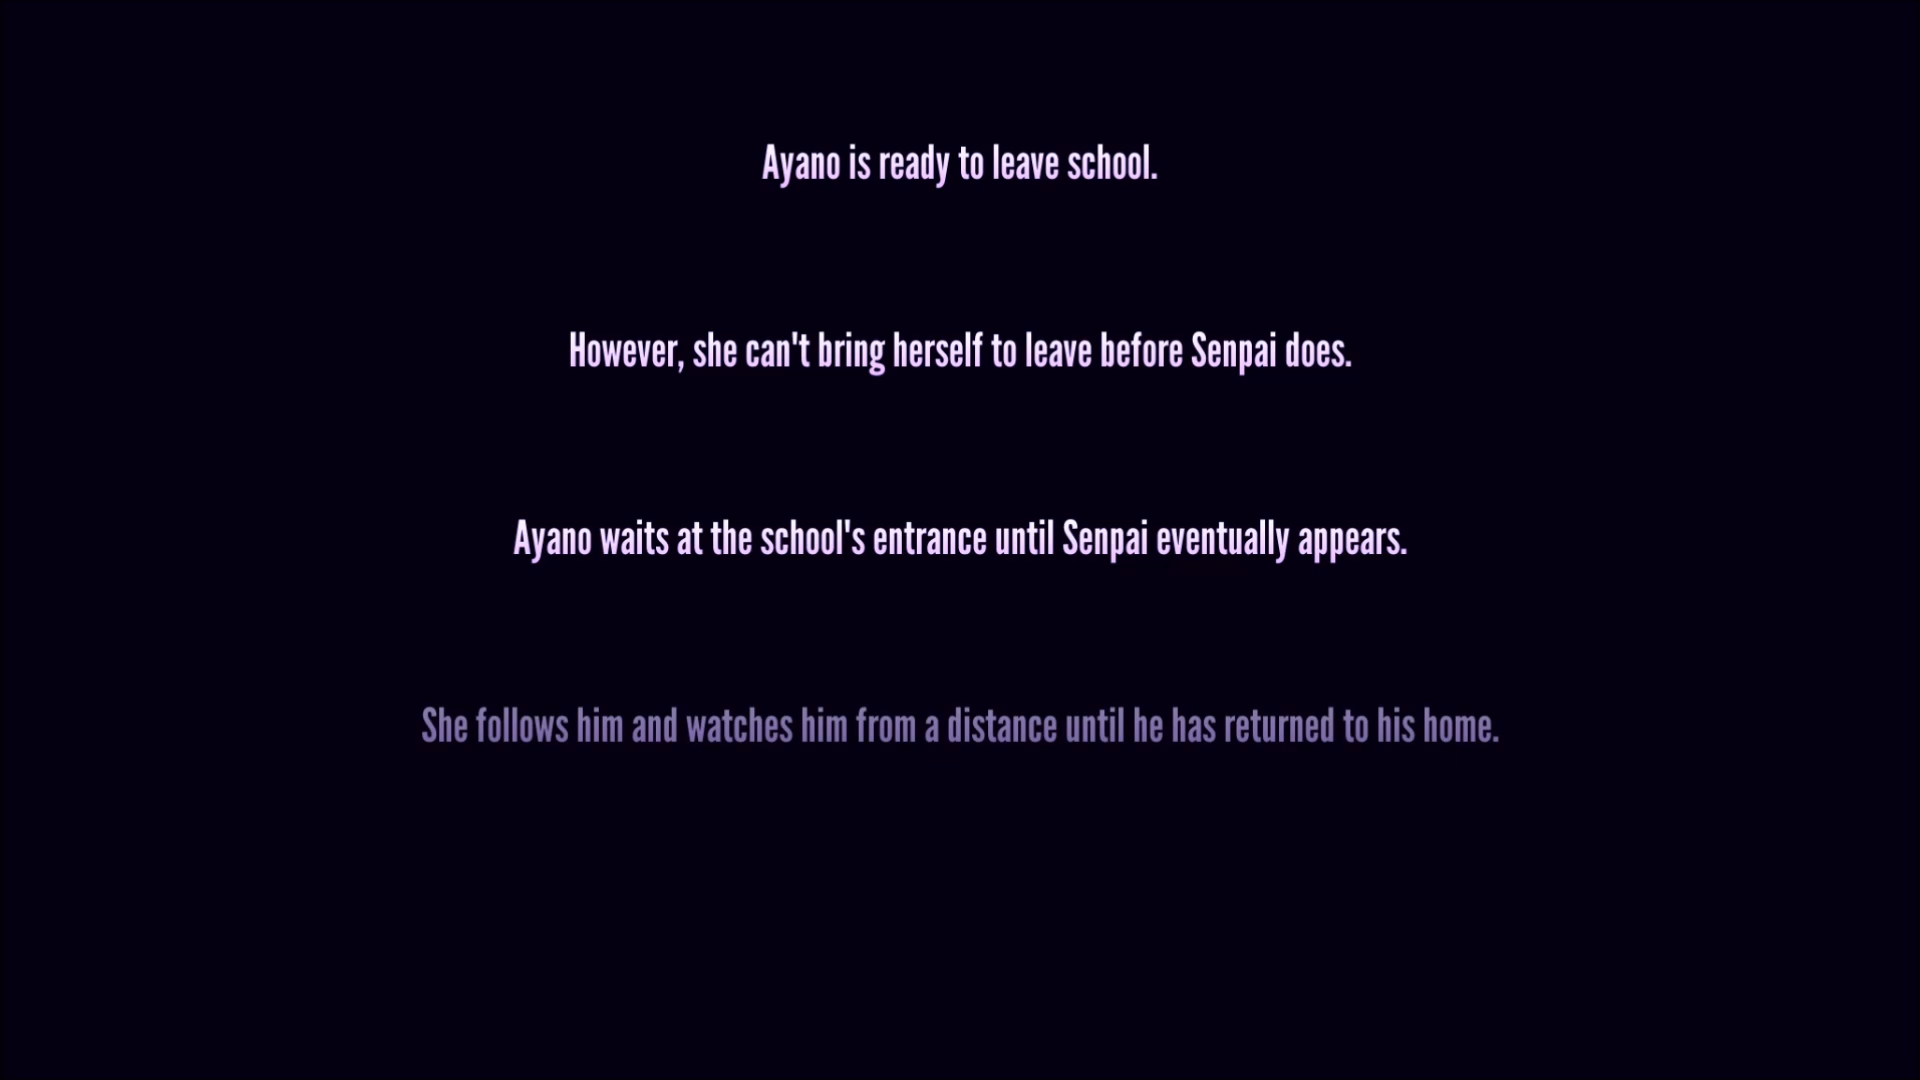 Ayano is ready to leave school.
However, she can't bring herself to leave before Senpai does.
Ayano waits at the school's entrance until Senpai eventually appears.
She follows him and watches him from a distance until he has returned to his home.